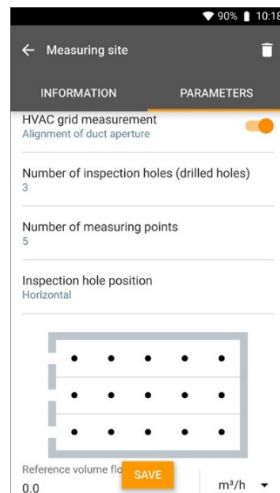 90% 10:18
Measuring site
INFORMATION PARAMETERS
HVAC grid measurement
Alignment of duct aperture
Number of inspection holes (drilled holes)
3
Number of measuring points
5
Inspection hole position
Horizontal
Reference volume flo
SAVE
0.0 m³/h